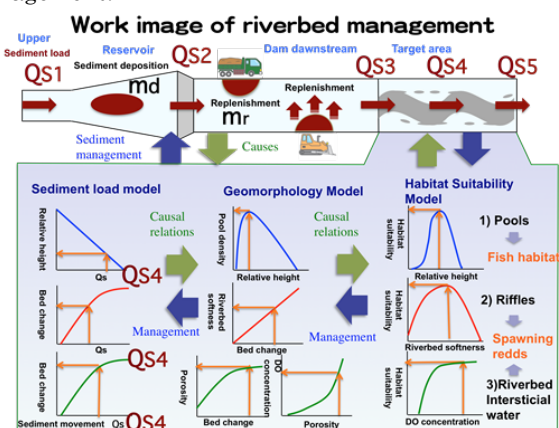 Work image of riverbed management
Upper
Sediment load
Reservoir
Sediment deposition
QS2
Dam dawnstream
Target area
QS1
md
Replenishment
mr
Replenishment
QS3
QS4
QS5
Sediment
management
Causes
Sediment load model
Geomorphology Model
Habitat Suitability
Model
Relative height
Qs
QS4
Causal
relations
Pool density
Relative height
Causal
relations
Habitat
suitability
Relative height
1) Pools
Fish habitat
Bed change
Qs
Management
Riverbed
softness
Bed change
Management
Habitat
suitability
Riverbed softnerss
2) Riffles
Spawning
redds
Bed change
QS4
Sediment movement
Qs
QS4
Porosity
Bed change
DO
concentration
Porosity
Habitat
suitability
DO concentration
3)Riverbed
Intersticial
water